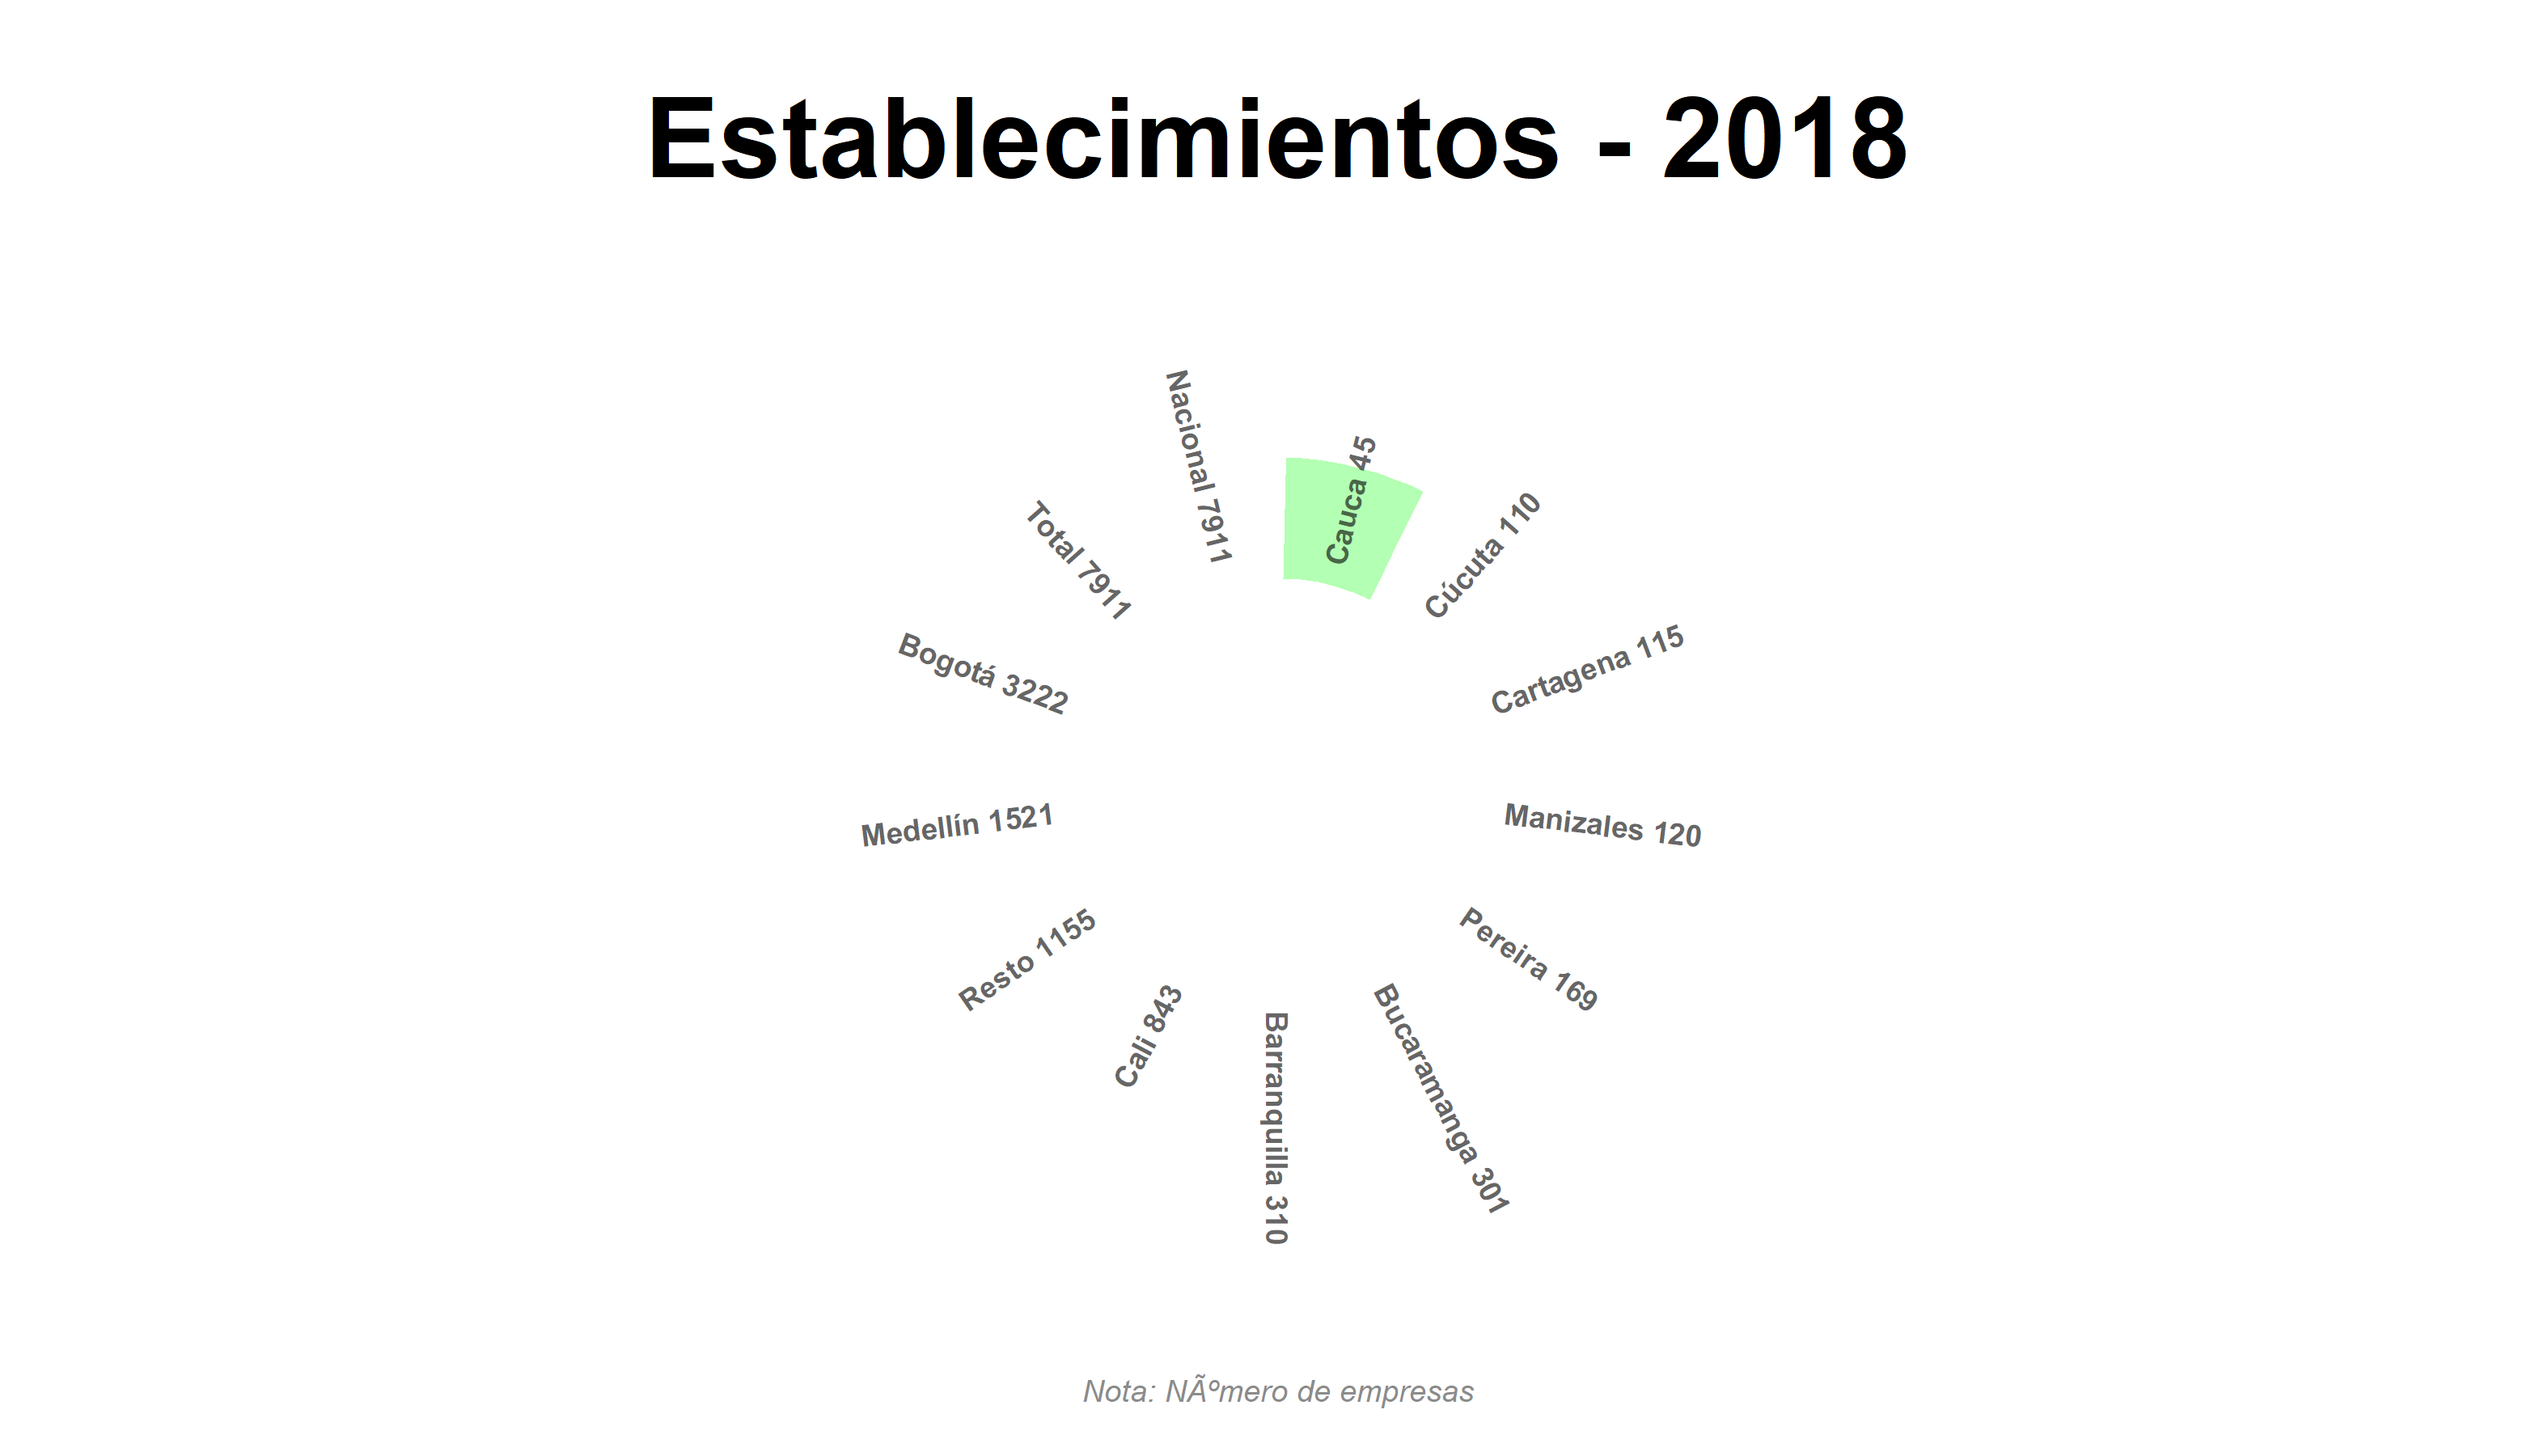 Establecimientos - 2018
Nacional 7911
Cauca 45
Cúcuta 110
Total 7911
Cartagena 115
Bogotá 3222
Manizales 120
Medellín 1521
Pereira 169
Resto 1155
Bucaramanga 301
Cali 843
Barranquilla 310
Nota: NÃºmero de empresas